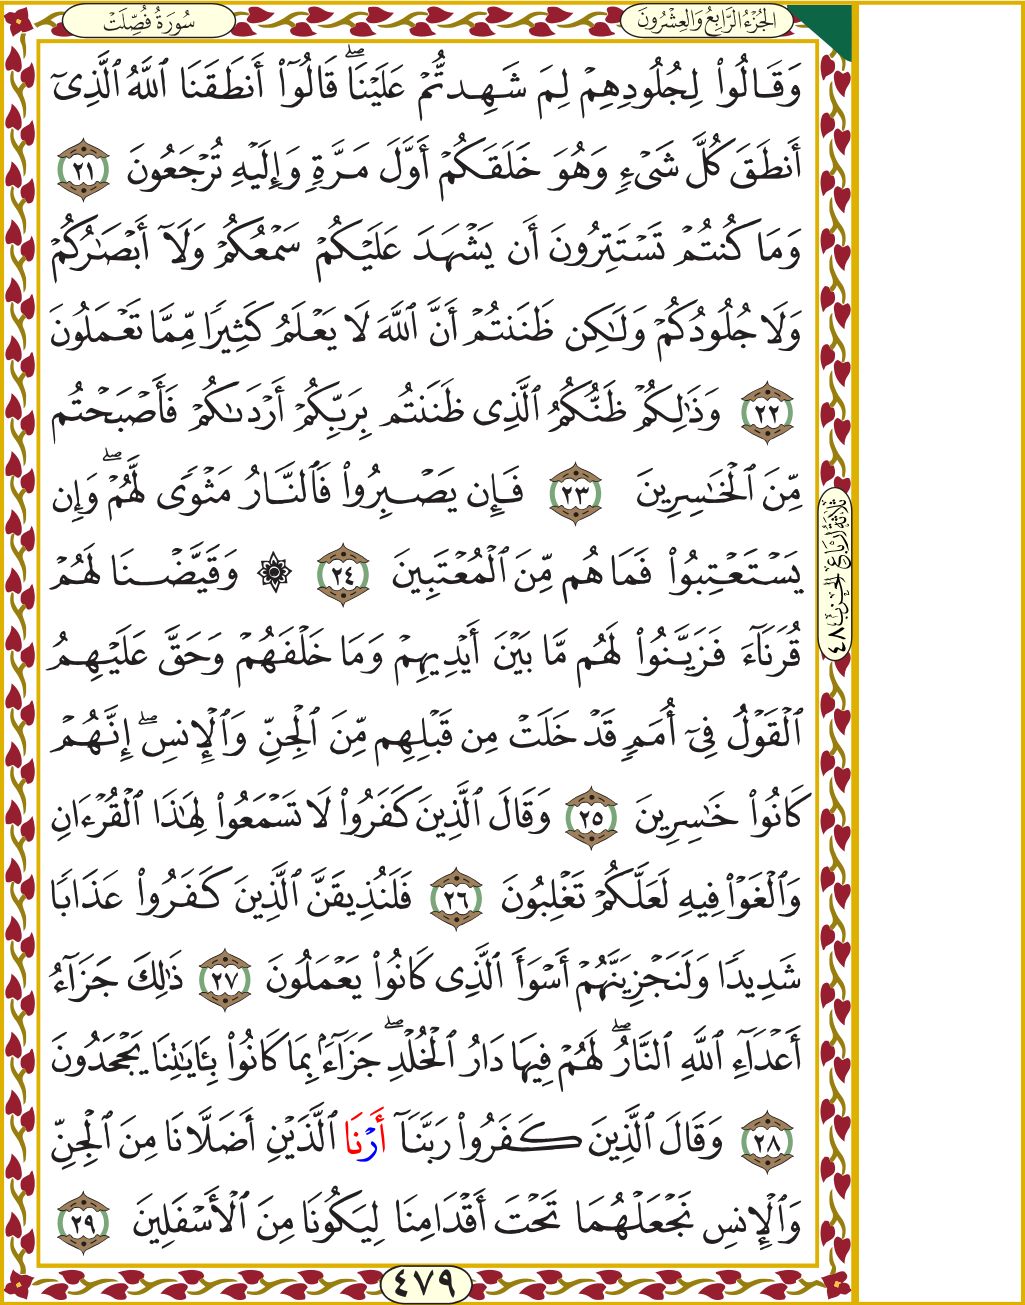 الجُزْءُ الرَّابِعُ وَالعِشْرُونَ
سُورَةُ فُصِّلَتْ
وَقَالُوا۟ لِجُلُودِهِمْ لِمَ شَهِدتُّمْ عَلَيْنَاۖ قَالُوٓا۟ أَنطَقَنَا ٱللَّهُ ٱلَّذِىٓ
أَنطَقَ كُلَّ شَىْءٍ وَهُوَ خَلَقَكُمْ أَوَّلَ مَرَّةٍ وَإِلَيْهِ تُرْجَعُونَ ٢١
وَمَا كُنتُمْ تَسْتَتِرُونَ أَن يَشْهَدَ عَلَيْكُمْ سَمْعُكُمْ وَلَآ أَبْصَـٰرُكُمْ
وَلَا جُلُودُكُمْ وَلَـٰكِن ظَنَنتُمْ أَنَّ ٱللَّهَ لَا يَعْلَمُ كَثِيرًا مِّمَّا تَعْمَلُونَ
٢٢ وَذَٰلِكُمْ ظَنُّكُمُ ٱلَّذِى ظَنَنتُم بِرَبِّكُمْ أَرْدَىٰكُمْ فَأَصْبَحْتُم
مِّنَ ٱلْخَـٰسِرِينَ ٢٣ فَإِن يَصْبِرُوا۟ فَٱلنَّارُ مَثْوًى لَّهُمْۖ وَإِن
يَسْتَعْتِبُوا۟ فَمَا هُم مِّنَ ٱلْمُعْتَبِينَ ٢٤ ۞ وَقَيَّضْنَا لَهُمْ
قُرَنَآءَ فَزَيَّنُوا۟ لَهُم مَّا بَيْنَ أَيْدِيهِمْ وَمَا خَلْفَهُمْ وَحَقَّ عَلَيْهِمُ
ٱلْقَوْلُ فِىٓ أُمَمٍ قَدْ خَلَتْ مِن قَبْلِهِم مِّنَ ٱلْجِنِّ وَٱلْإِنسِۖ إِنَّهُمْ
كَانُوا۟ خَـٰسِرِينَ ٢٥ وَقَالَ ٱلَّذِينَ كَفَرُوا۟ لَا تَسْمَعُوا۟ لِهَـٰذَا ٱلْقُرْءَانِ
وَٱلْغَوْا۟ فِيهِ لَعَلَّكُمْ تَغْلِبُونَ ٢٦ فَلَنُذِيقَنَّ ٱلَّذِينَ كَفَرُوا۟ عَذَابًا
شَدِيدًا وَلَنَجْزِيَنَّهُمْ أَسْوَأَ ٱلَّذِى كَانُوا۟ يَعْمَلُونَ ٢٧ ذَٰلِكَ جَزَآءُ
أَعْدَآءِ ٱللَّهِ ٱلنَّارُۖ لَهُمْ فِيهَا دَارُ ٱلْخُلْدِۖ جَزَآءًۢ بِمَا كَانُوا۟ بِـَٔايَـٰتِنَا يَجْحَدُونَ
٢٨ وَقَالَ ٱلَّذِينَ كَفَرُوا۟ رَبَّنَآ أَرْنَا ٱلَّذَيْنِ أَضَلَّانَا مِنَ ٱلْجِنِّ
وَٱلْإِنسِ نَجْعَلْهُمَا تَحْتَ أَقْدَامِنَا لِيَكُونَا مِنَ ٱلْأَسْفَلِينَ ٢٩
ثَلَاثَةُ أَرْبَاعِ الحِزْبِ ٤٨
٤٧٩